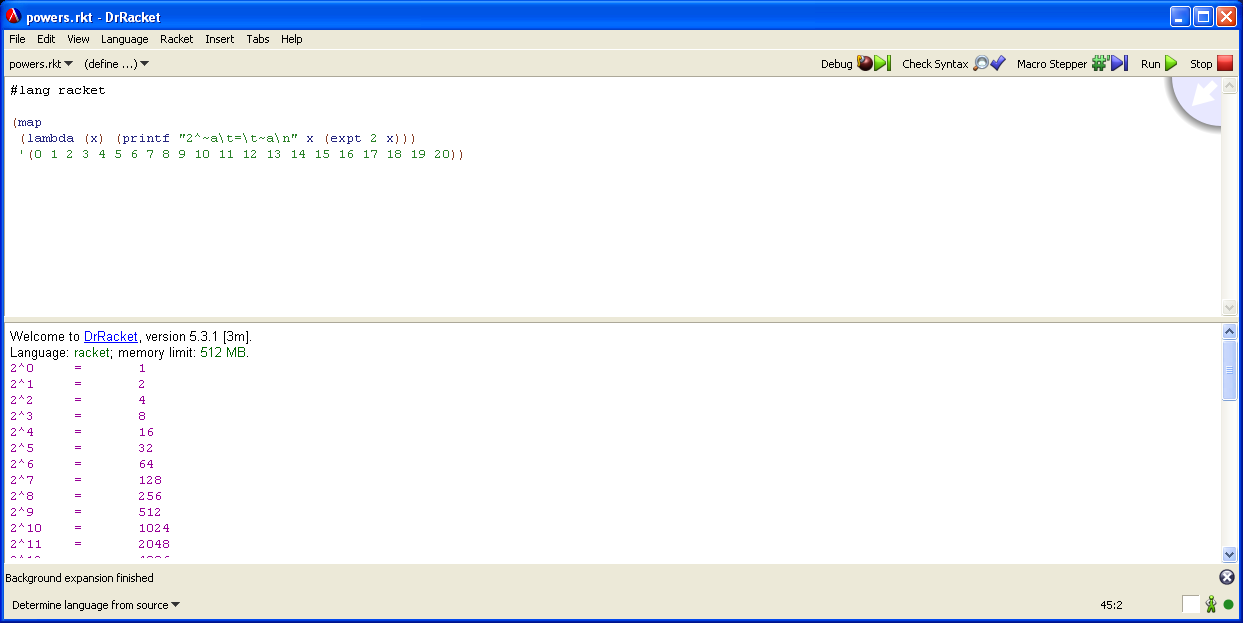 powers.rkt - DrRacket
File Edit View Language Racket Insert Tabs Help
powers.rkt (define ...) Debug Check Syntax Macro Stepper Run Stop
#lang racket
(map
(lambda (x) (printf "2^~a\t=\t~a\n" x (expt 2 x)))
'(0 1 2 3 4 5 6 7 8 9 10 11 12 13 14 15 16 17 18 19 20))
Welcome to DrRacket, version 5.3.1 [3m].
Language: racket; memory limit: 512 MB.
2^0 = 1
2^1 = 2
2^2 = 4
2^3 = 8
2^4 = 16
2^5 = 32
2^6 = 64
2^7 = 128
2^8 = 256
2^9 = 512
2^10 = 1024
2^11 = 2048
Background expansion finished
Determine language from source 45:2